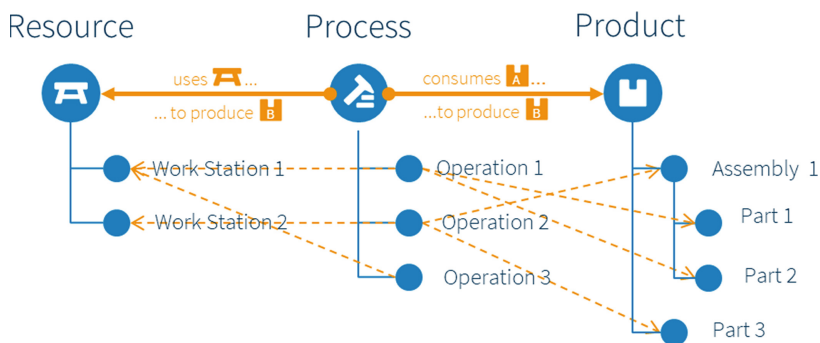 Resource
Process
Product
uses ...
... to produce B
consumes A ...
...to produce B
Work Station 1
Operation 1
Assembly 1
Work Station 2
Operation 2
Part 1
Operation 3
Part 2
Part 3